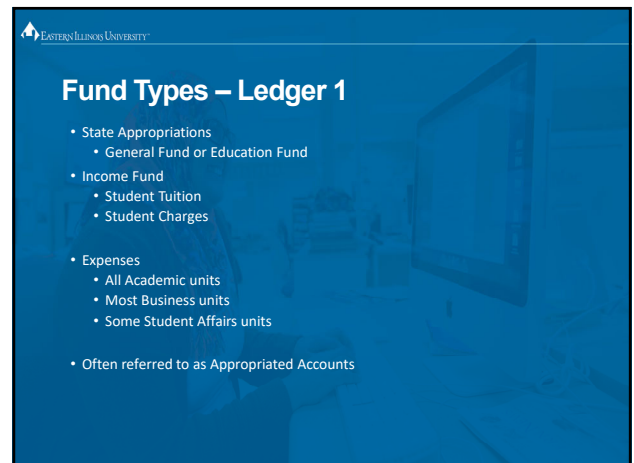 EASTERN ILLINOIS UNIVERSITY™
Fund Types – Ledger 1
• State Appropriations
• General Fund or Education Fund
• Income Fund
• Student Tuition
• Student Charges
• Expenses
• All Academic units
• Most Business units
• Some Student Affairs units
• Often referred to as Appropriated Accounts